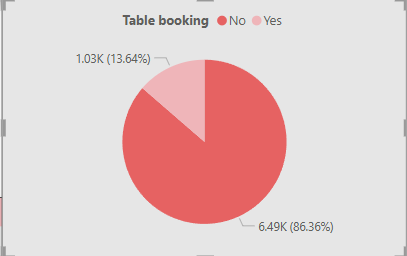 Table booking No Yes
1.03K (13.64%)
6.49K (86.36%)